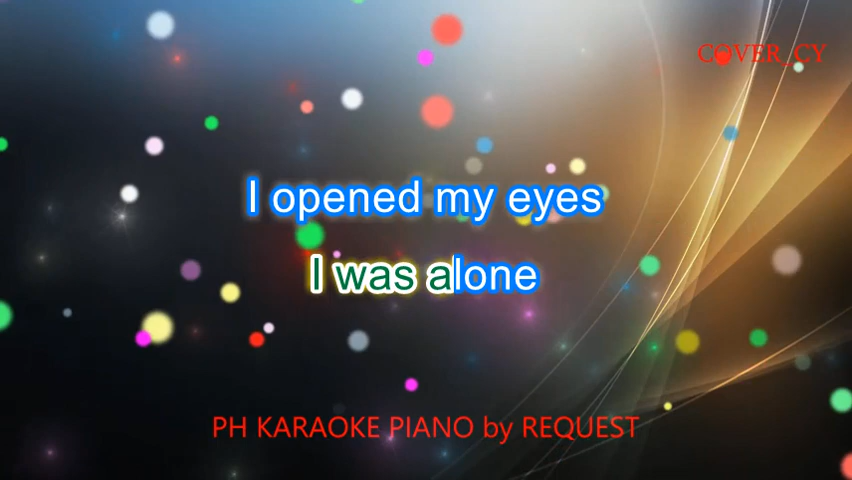 COVER_CY
I opened my eyes
I was alone
PH KARAOKE PIANO by REQUEST